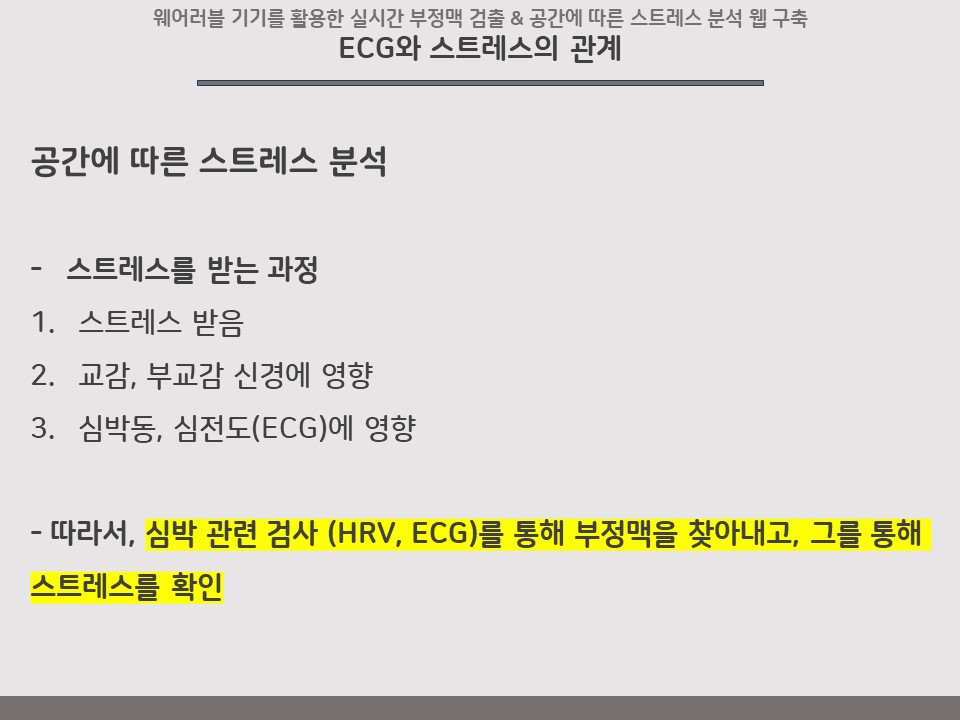 웨어러블 기기를 활용한 실시간 부정맥 검출 & 공간에 따른 스트레스 분석 웹 구축
ECG와 스트레스의 관계
공간에 따른 스트레스 분석
- 스트레스를 받는 과정
1. 스트레스 받음
2. 교감, 부교감 신경에 영향
3. 심박동, 심전도(ECG)에 영향
- 따라서, 심박 관련 검사 (HRV, ECG)를 통해 부정맥을 찾아내고, 그를 통해
스트레스를 확인